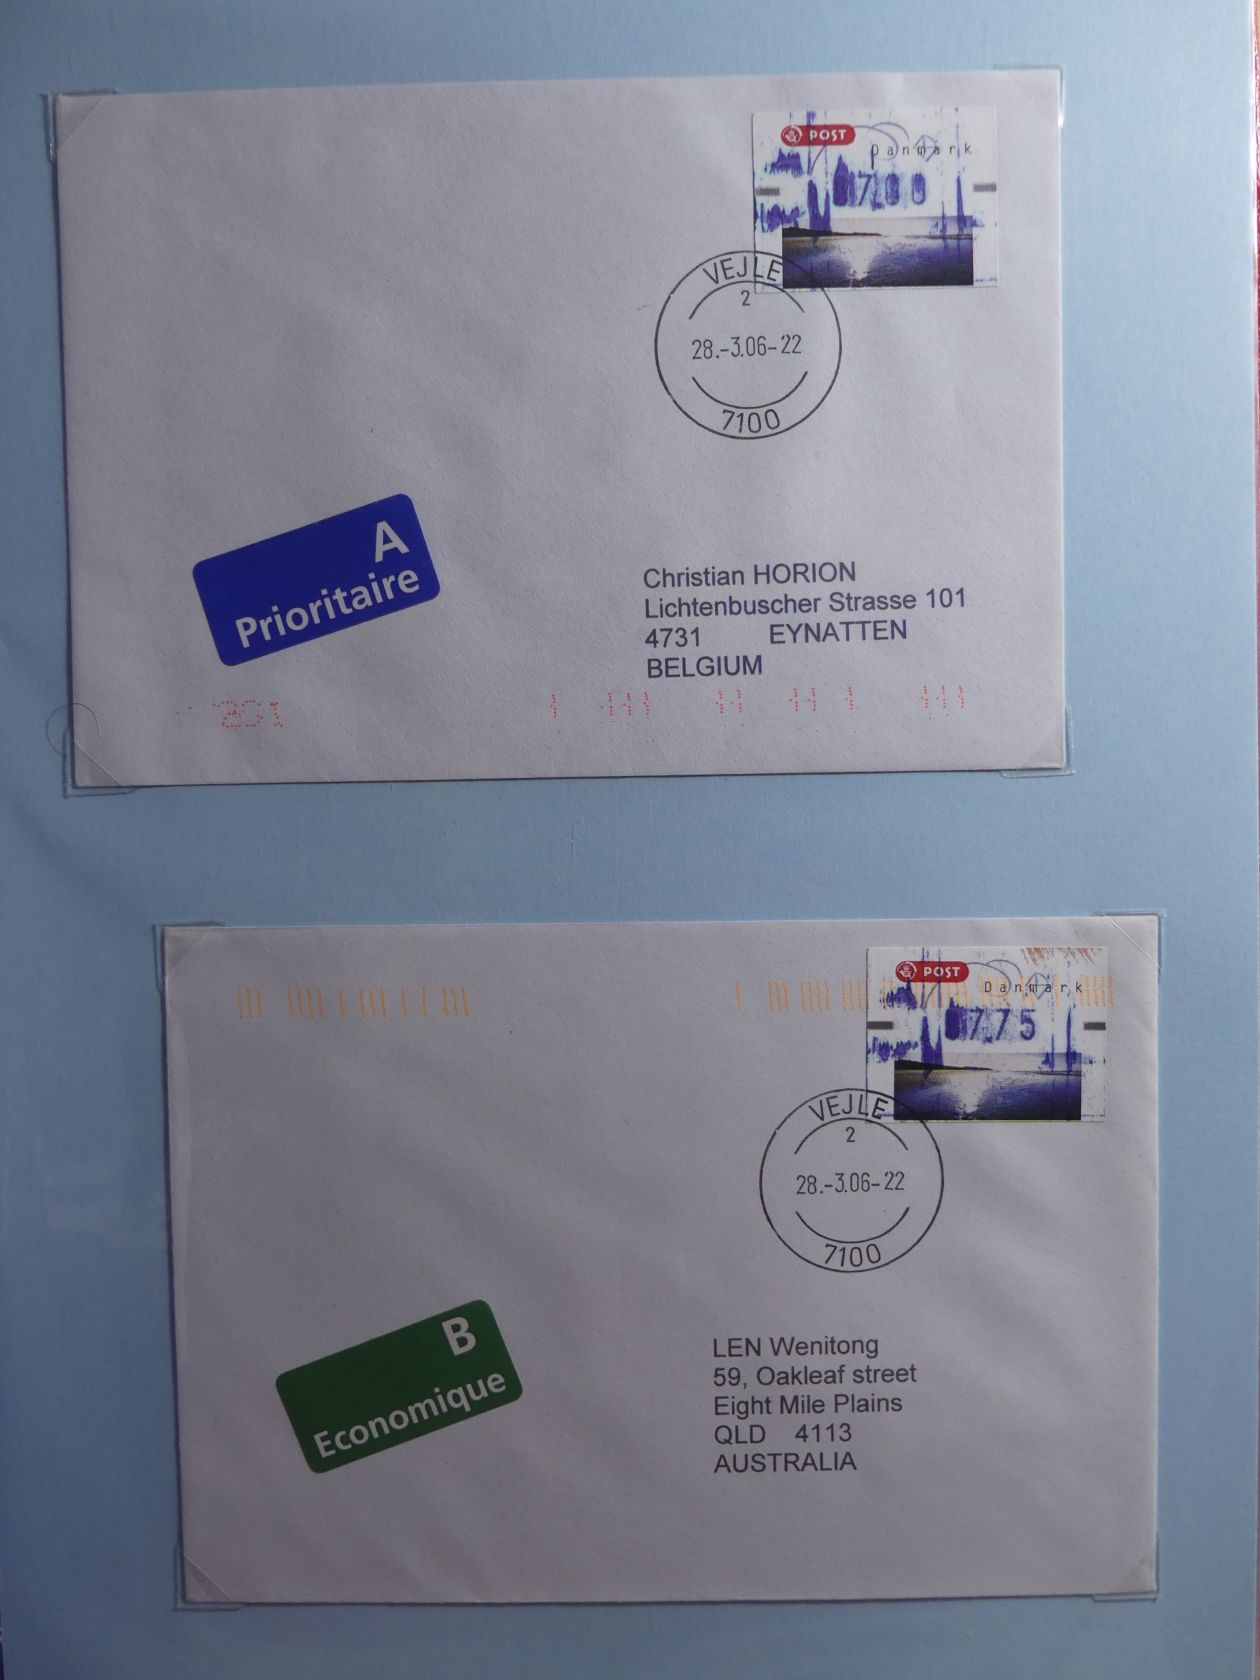 POST
Danmark
07.00
VEJLE
2
28.-3.06-22
7100
A
Prioritaire
Christian HORION
Lichtenbuscher Strasse 101
4731 EYNATTEN
BELGIUM
201
POST
Danmark
07.75
VEJLE
2
28.-3.06-22
7100
B
Economique
LEN Wenitong
59, Oakleaf street
Eight Mile Plains
QLD 4113
AUSTRALIA